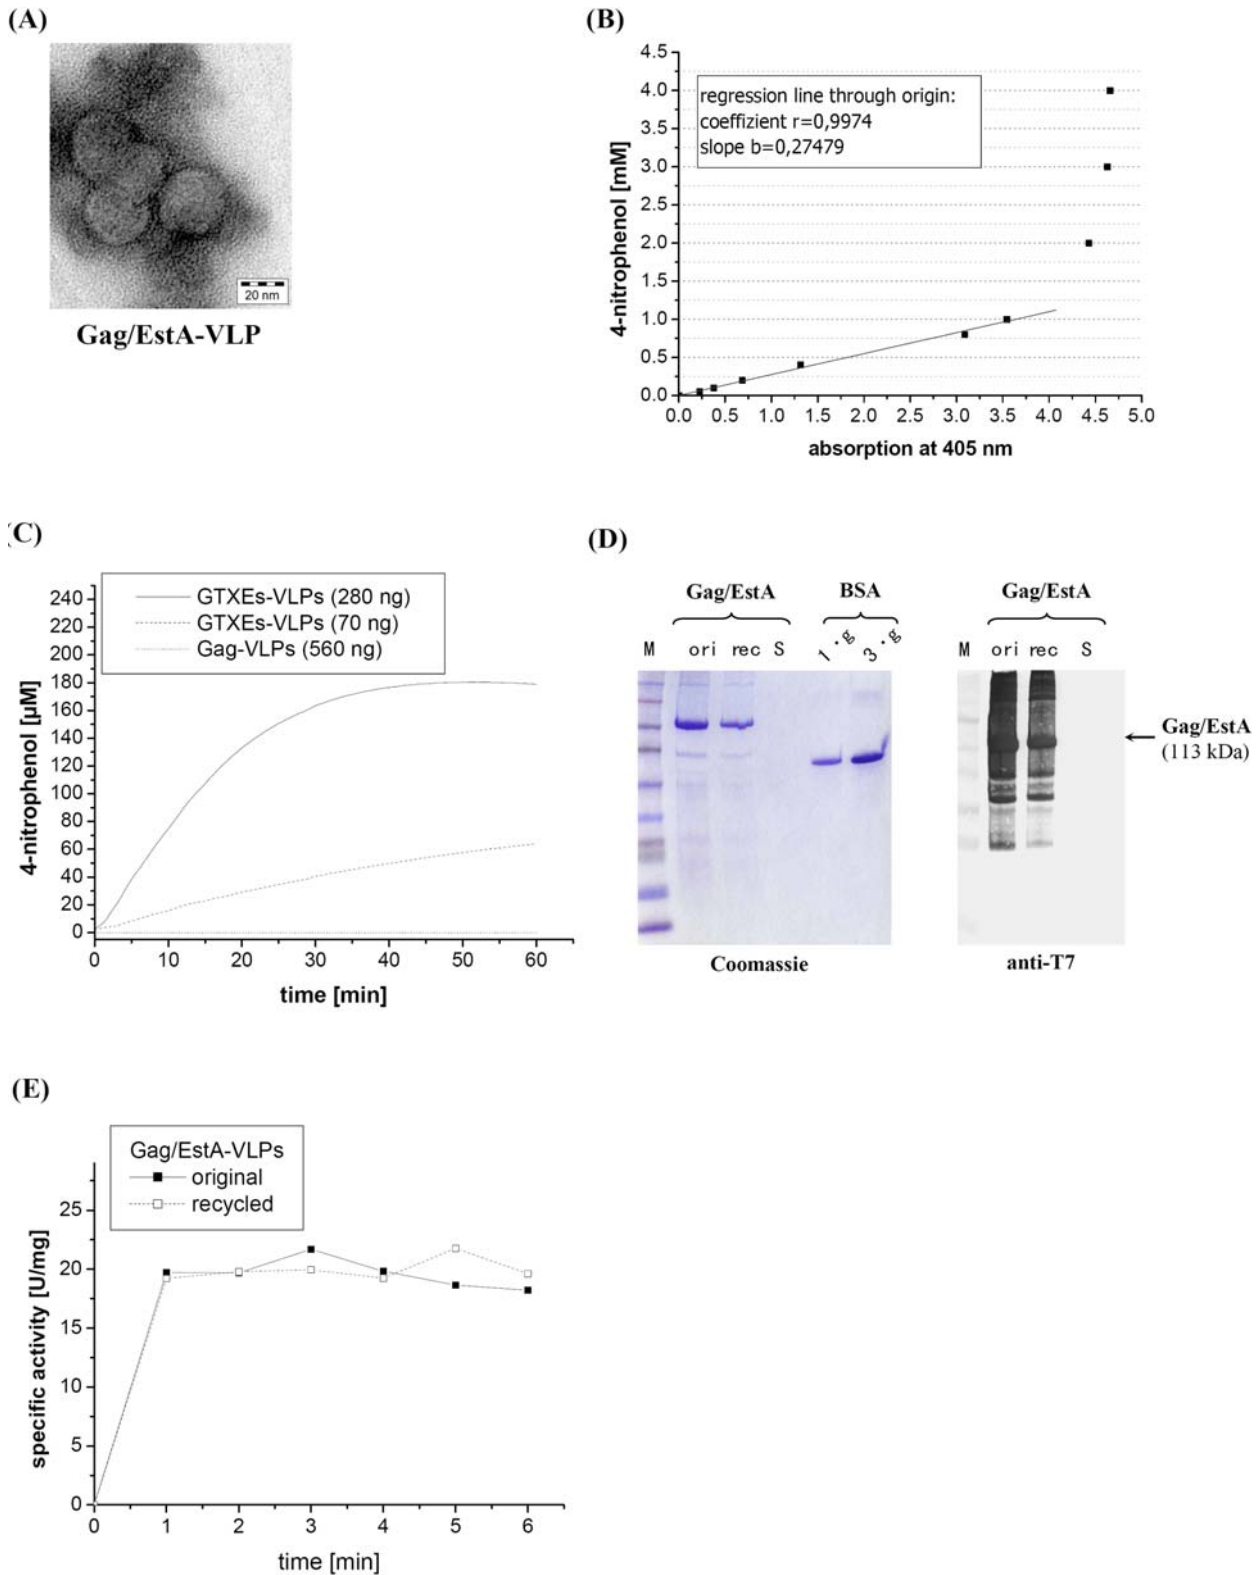 (A)
20 nm
Gag/EstA-VLP
(B)
4.5
4.0
3.5
3.0
2.5
2.0
1.5
1.0
0.5
0.0
4-nitrophenol [mM]
regression line through origin:
coeffizient r=0,9974
slope b=0,27479
0.0 0.5 1.0 1.5 2.0 2.5 3.0 3.5 4.0 4.5 5.0
absorption at 405 nm
(C)
GTXEs-VLPs (280 ng)
GTXEs-VLPs (70 ng)
Gag-VLPs (560 ng)
240
220
200
180
160
140
120
100
80
60
40
20
0
4-nitrophenol [µM]
0 10 20 30 40 50 60
time [min]
(D)
Gag/EstA BSA Gag/EstA
M ori rec S 1 ·g 3 ·g M ori rec S
Gag/EstA
(113 kDa)
Coomassie anti-T7
(E)
Gag/EstA-VLPs
original
recycled
25
20
15
10
5
0
specific activity [U/mg]
0 1 2 3 4 5 6
time [min]